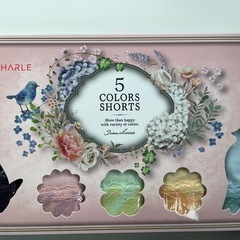 HARLE
5
COLORS
SHORTS
More than happy
with variety of colors.